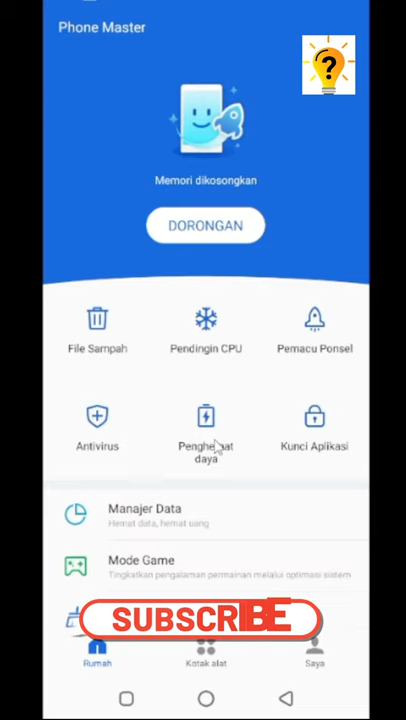 Phone Master
?
Memori dikosongkan
DORONGAN
File Sampah
Pendingin CPU
Pemacu Ponsel
Antivirus
Penghemat
daya
Kunci Aplikasi
Manajer Data
Hemat data, hemat uang
Mode Game
Tingkatkan pengalaman permainan melalui optimasi sistem
SUBSCRIBE
Rumah
Kotak alat
Saya